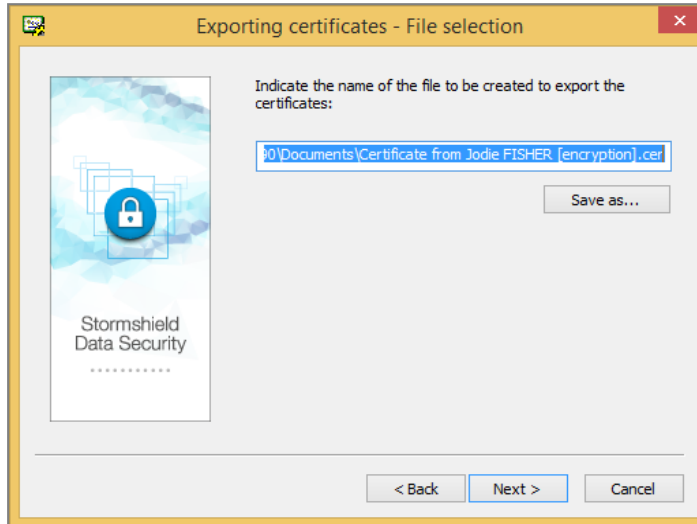 Exporting certificates - File selection
Indicate the name of the file to be created to export the
certificates:
\Documents\Certificate from Jodie FISHER [encryption].cer
Save as...
Stormshield
Data Security
< Back
Next >
Cancel